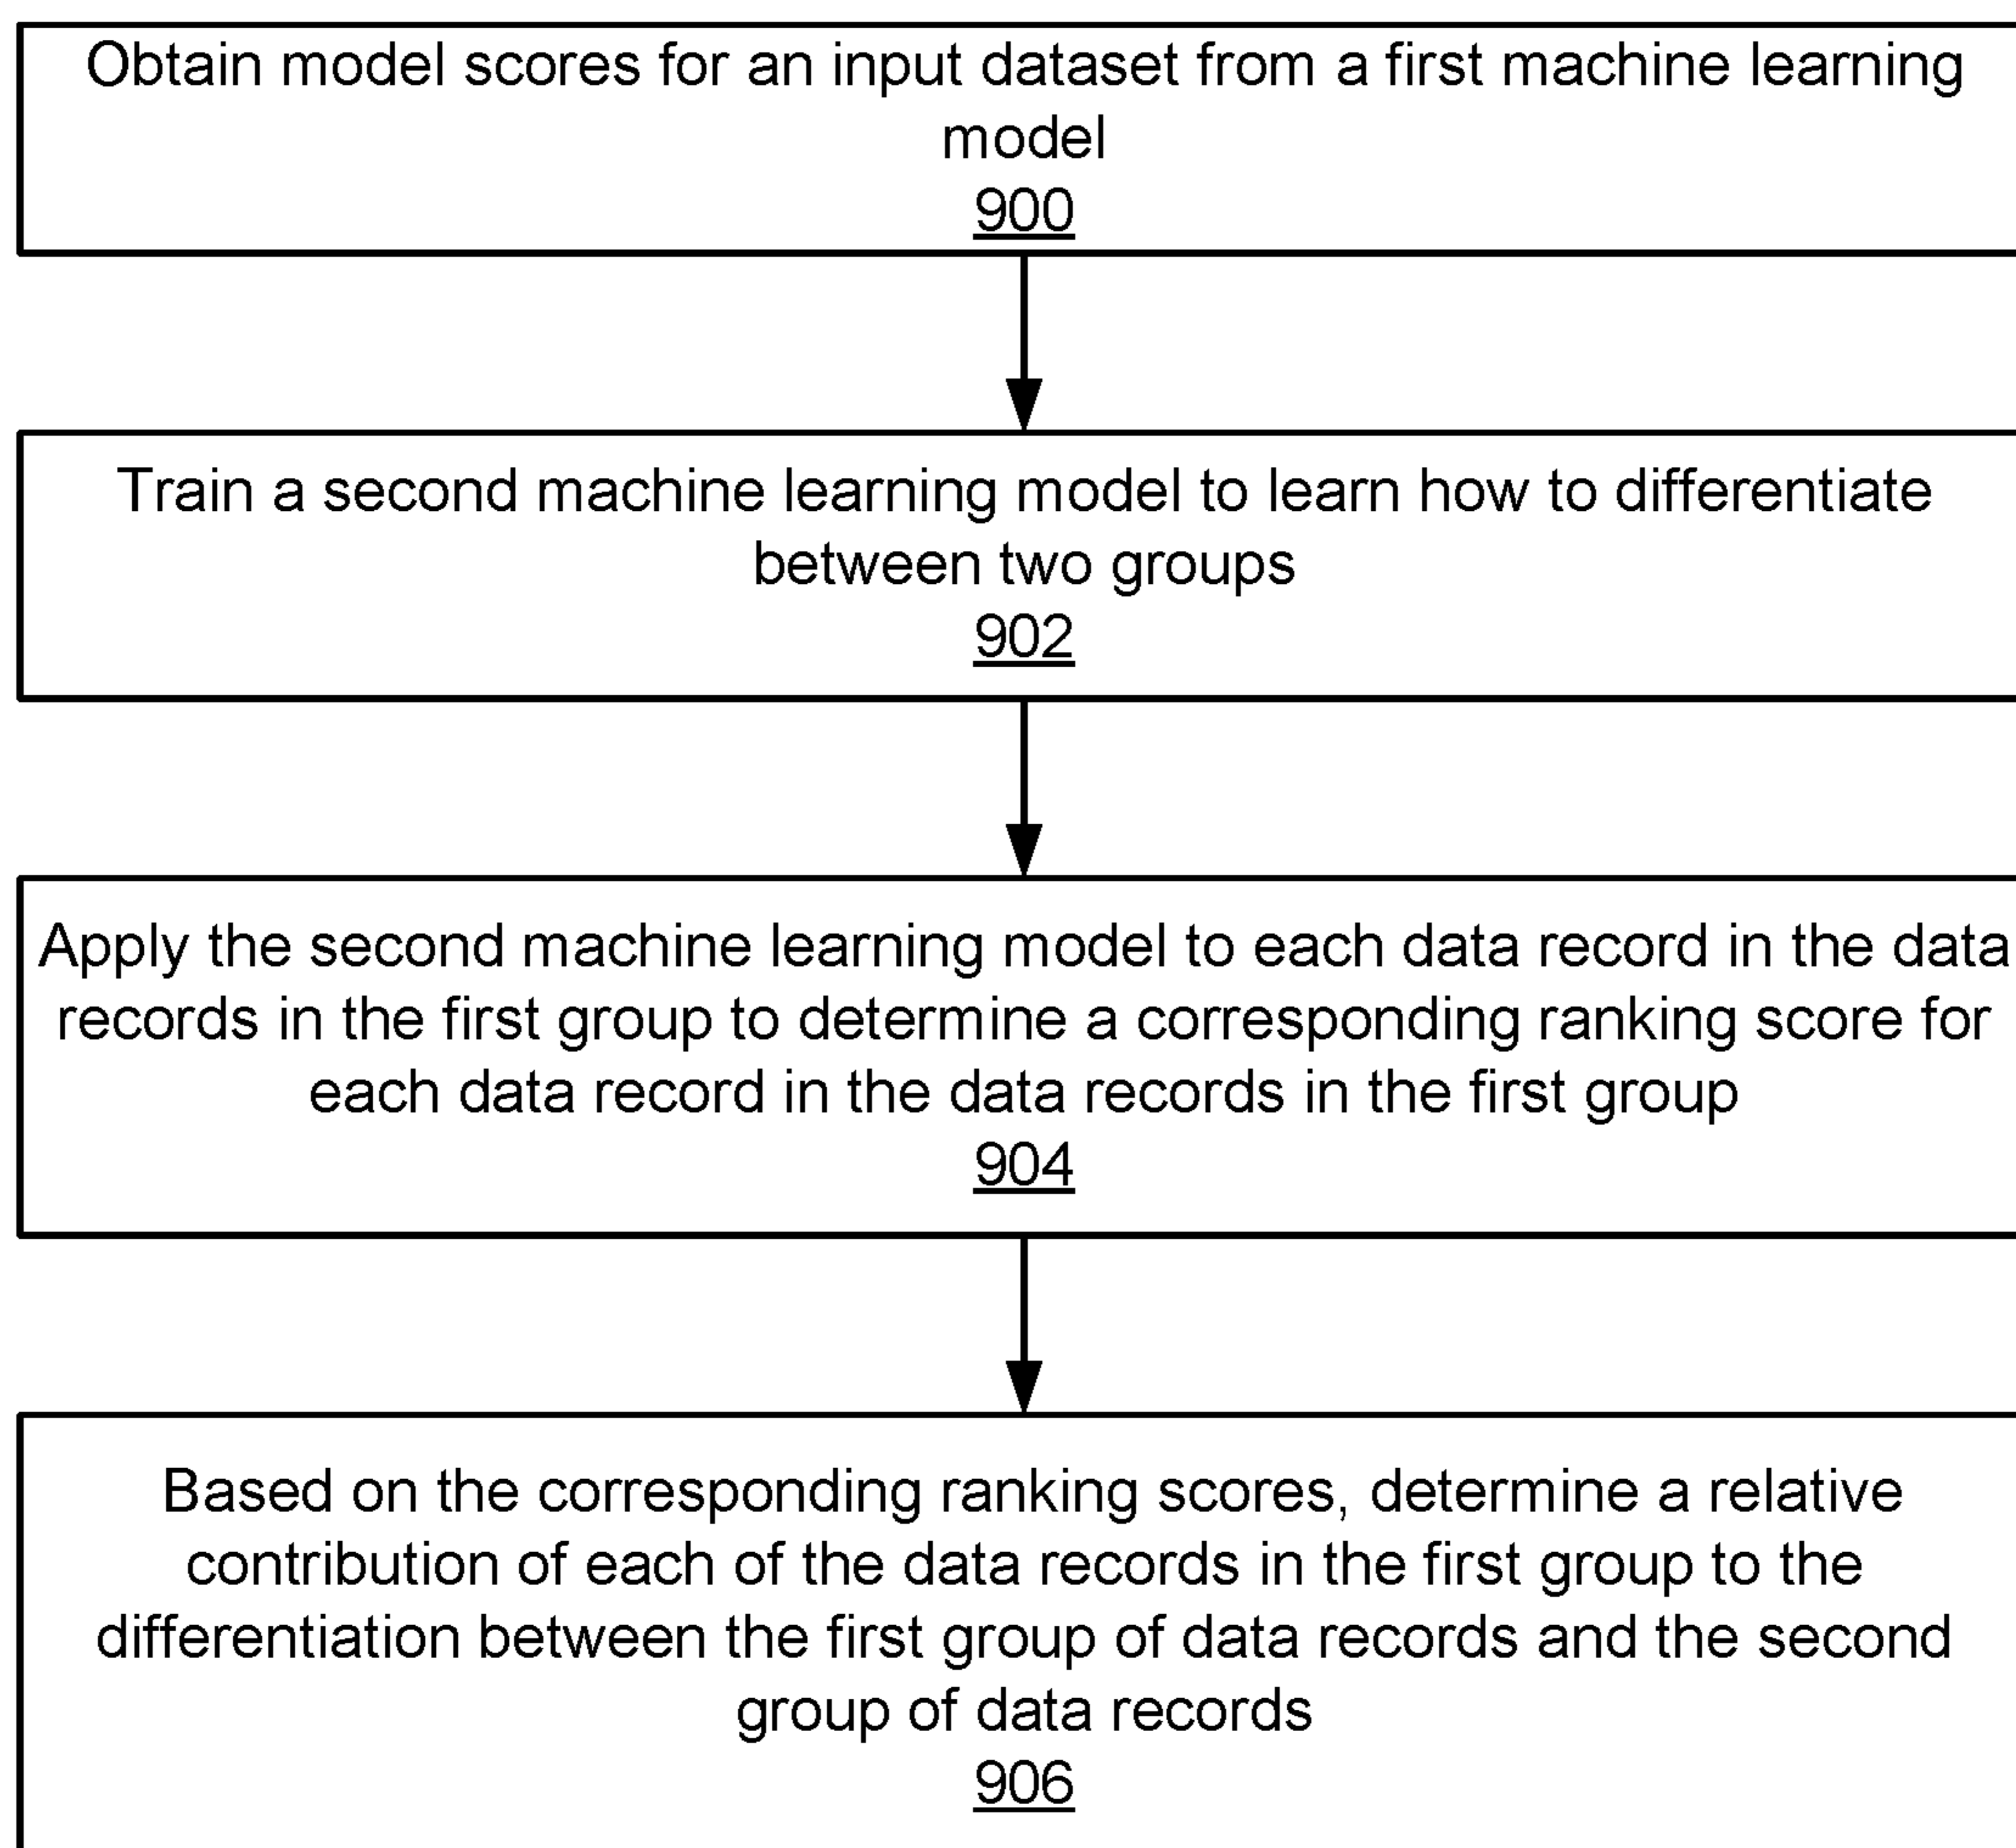 Obtain model scores for an input dataset from a first machine learning
model
900
Train a second machine learning model to learn how to differentiate
between two groups
902
Apply the second machine learning model to each data record in the data
records in the first group to determine a corresponding ranking score for
each data record in the data records in the first group
904
Based on the corresponding ranking scores, determine a relative
contribution of each of the data records in the first group to the
differentiation between the first group of data records and the second
group of data records
906